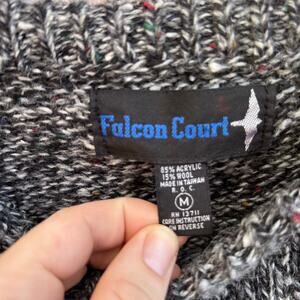 Falcon Court
85% ACRYLIC
15% WOOL
MADE IN TAIWAN
R. O. C.
M
RN 13711
CARE INSTRUCTION
ON REVERSE